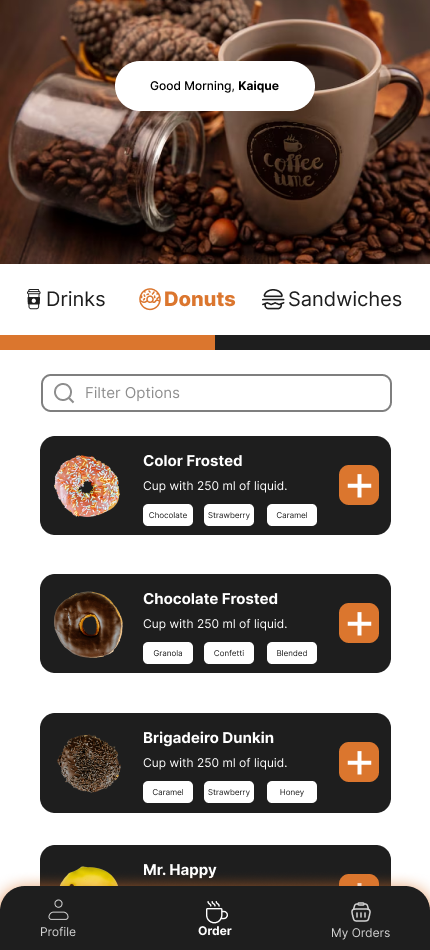 Good Morning, Kaique
Coffee
time
Drinks
Donuts
Sandwiches
Filter Options
Color Frosted
Cup with 250 ml of liquid.
Chocolate
Strawberry
Caramel
Chocolate Frosted
Cup with 250 ml of liquid.
Granola
Confetti
Blended
Brigadeiro Dunkin
Cup with 250 ml of liquid.
Caramel
Strawberry
Honey
Mr. Happy
Profile
Order
My Orders